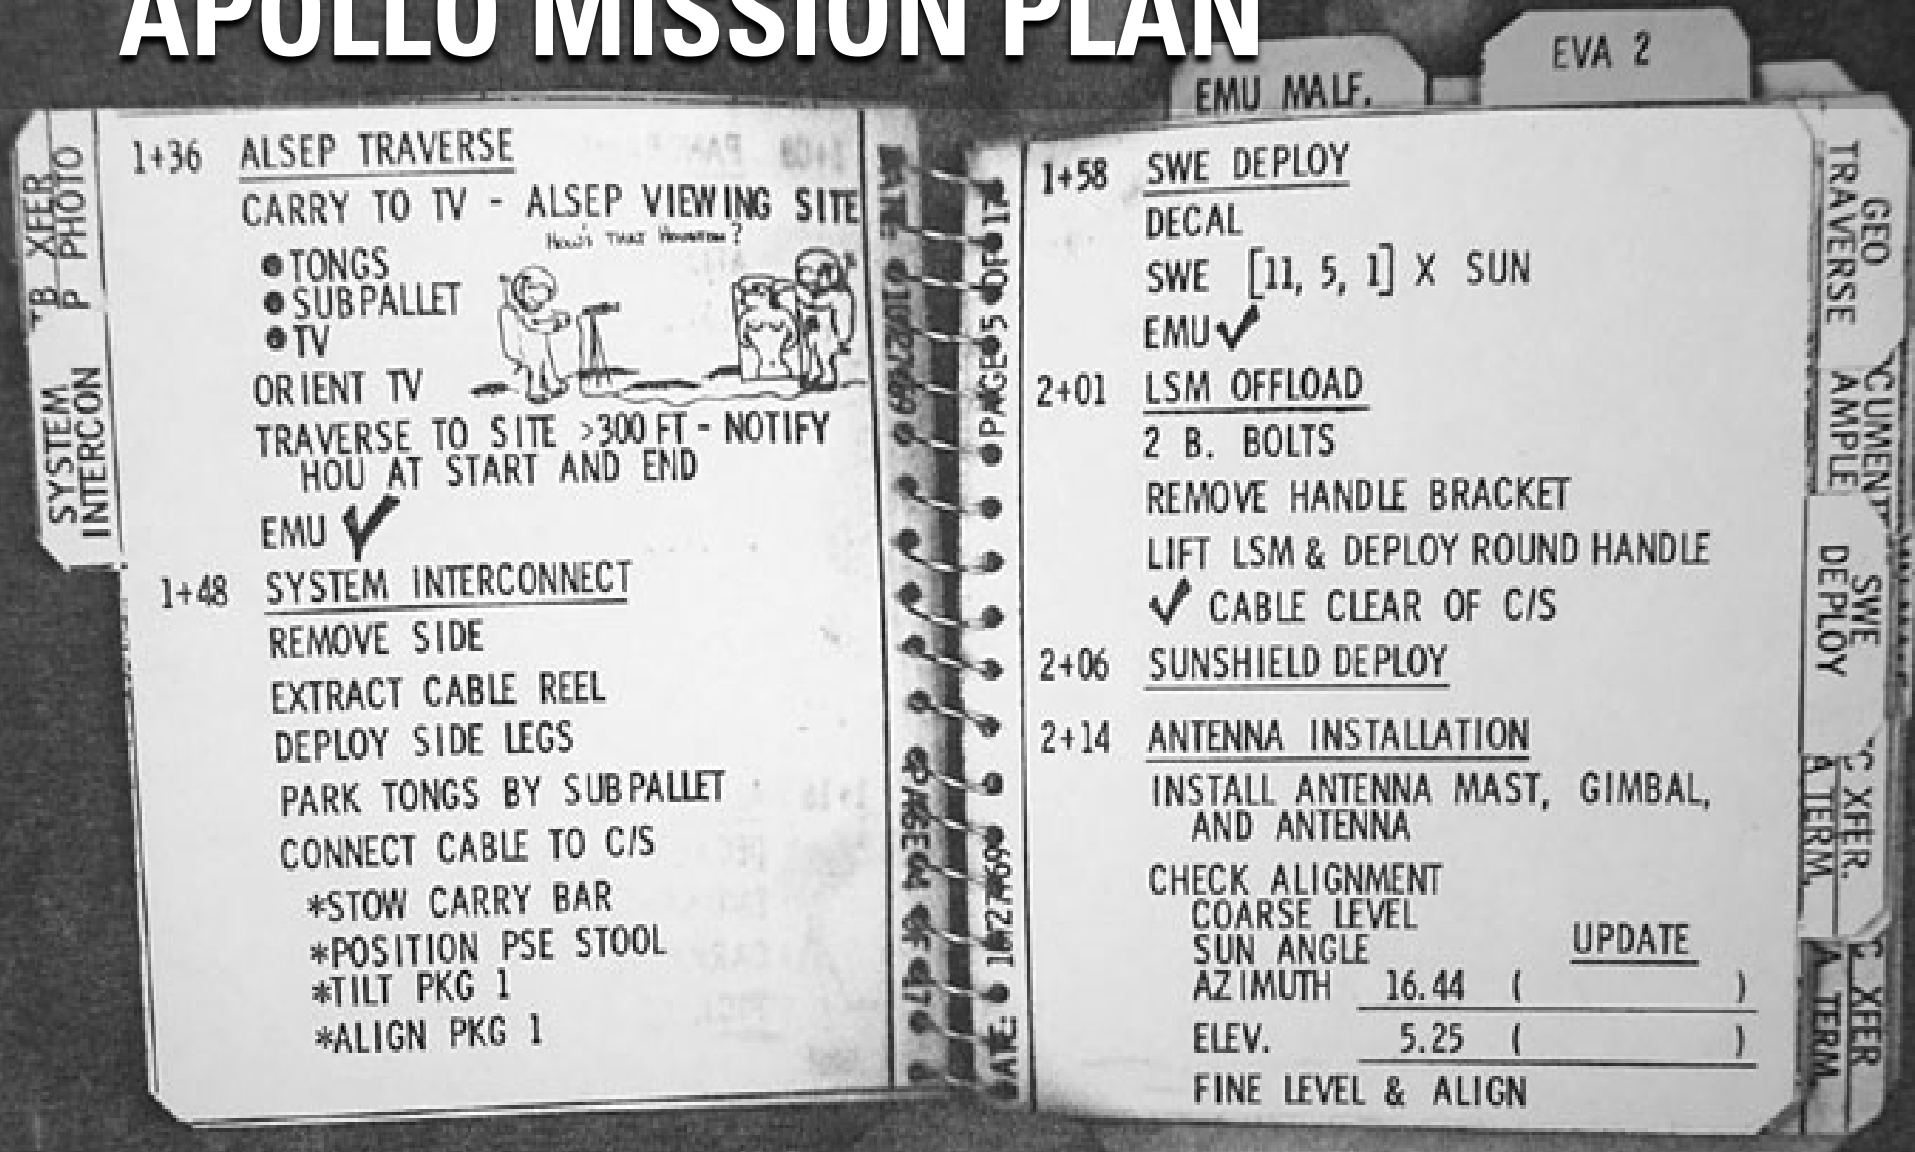 APOLLO MISSION PLAN
EMU MALF.
EVA 2
B XFER
P PHOTO
SYSTEM
INTERCON
1+36 ALSEP TRAVERSE
CARRY TO TV - ALSEP VIEWING SITE
How's THAT HOUSTON?
● TONGS
● SUBPALLET
● TV
ORIENT TV
TRAVERSE TO SITE >300 FT - NOTIFY
HOU AT START AND END
EMU ✓
1+48 SYSTEM INTERCONNECT
REMOVE SIDE
EXTRACT CABLE REEL
DEPLOY SIDE LEGS
PARK TONGS BY SUBPALLET
CONNECT CABLE TO C/S
*STOW CARRY BAR
*POSITION PSE STOOL
*TILT PKG 1
*ALIGN PKG 1
1+58 SWE DEPLOY
DECAL
SWE [11, 5, 1] X SUN
EMU ✓
2+01 LSM OFFLOAD
2 B. BOLTS
REMOVE HANDLE BRACKET
LIFT LSM & DEPLOY ROUND HANDLE
✓ CABLE CLEAR OF C/S
2+06 SUNSHIELD DEPLOY
2+14 ANTENNA INSTALLATION
INSTALL ANTENNA MAST, GIMBAL,
AND ANTENNA
CHECK ALIGNMENT
COARSE LEVEL
SUN ANGLE UPDATE
AZIMUTH 16.44 ( )
ELEV. 5.25 ( )
FINE LEVEL & ALIGN
GEO
TRAVERSE
CUMENT
AMPLE
SWE
DEPLOY
C XFER.
A TERM.
C XFER
A TERM